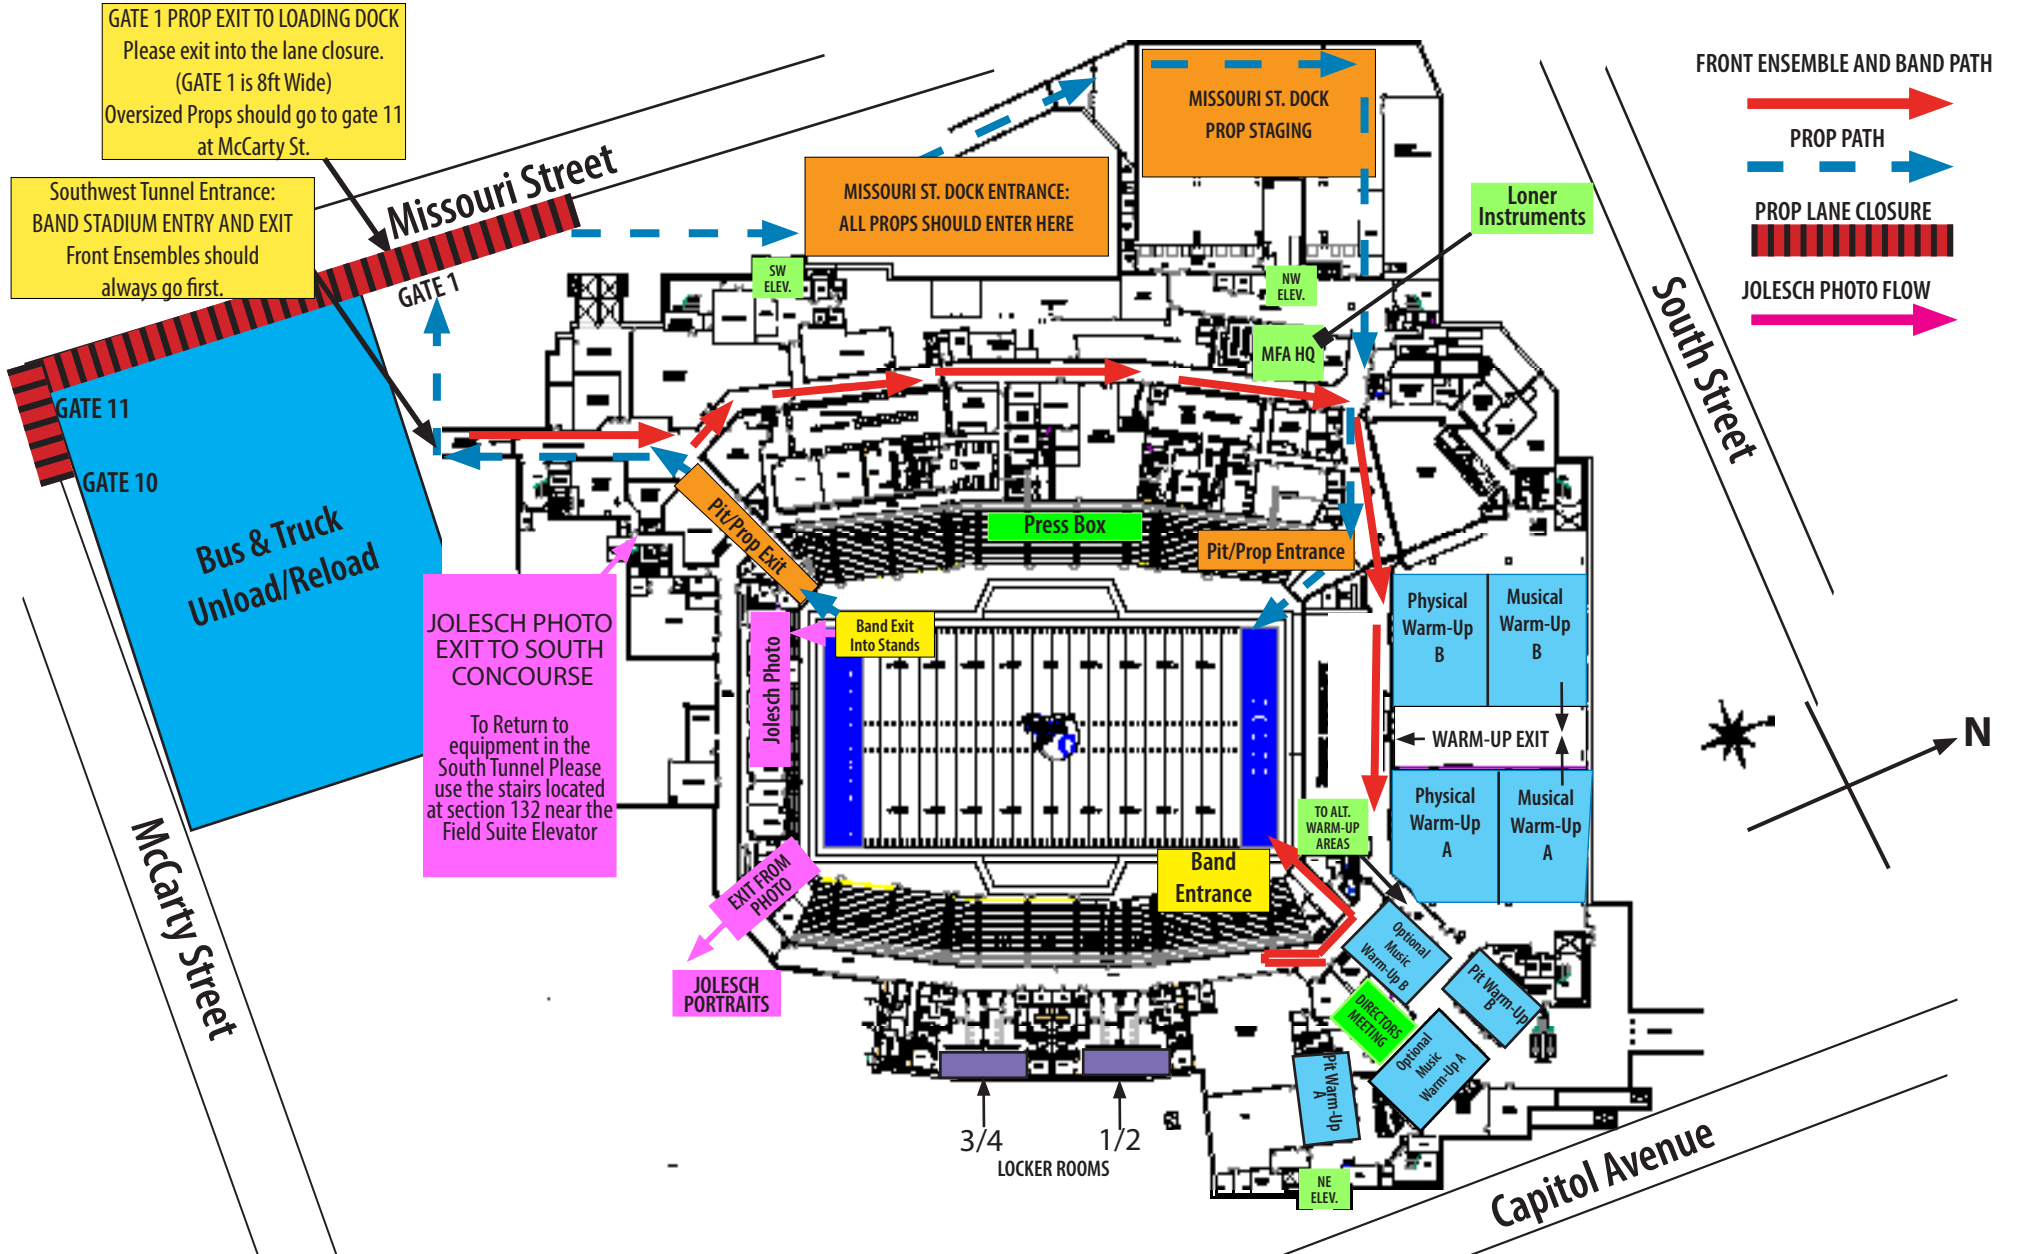 GATE 1 PROP EXIT TO LOADING DOCK
Please exit into the lane closure.
(GATE 1 is 8ft Wide)
Oversized Props should go to gate 11
at McCarty St.
Southwest Tunnel Entrance:
BAND STADIUM ENTRY AND EXIT
Front Ensembles should
always go first.
Missouri Street
GATE 1
GATE 11
GATE 10
Bus & Truck
Unload/Reload
McCarty Street
MISSOURI ST. DOCK
PROP STAGING
MISSOURI ST. DOCK ENTRANCE:
ALL PROPS SHOULD ENTER HERE
SW
ELEV.
NW
ELEV.
MFA HQ
Loner
Instruments
FRONT ENSEMBLE AND BAND PATH
PROP PATH
PROP LANE CLOSURE
JOLESCH PHOTO FLOW
South Street
Pit/Prop Exit
Press Box
Pit/Prop Entrance
Band Exit
Into Stands
Jolesch Photo
JOLESCH PHOTO
EXIT TO SOUTH
CONCOURSE
To Return to
equipment in the
South Tunnel Please
use the stairs located
at section 132 near the
Field Suite Elevator
Physical
Warm-Up
B
Musical
Warm-Up
B
WARM-UP EXIT
Physical
Warm-Up
A
Musical
Warm-Up
A
N
TO ALT.
WARM-UP
AREAS
Band
Entrance
EXIT FROM
PHOTO
JOLESCH
PORTRAITS
Optional
Music
Warm-Up B
Pit Warm-Up
B
DIRECTORS
MEETING
Optional
Music
Warm-Up A
Pit Warm-Up
A
3/4
1/2
LOCKER ROOMS
NE
ELEV.
Capitol Avenue